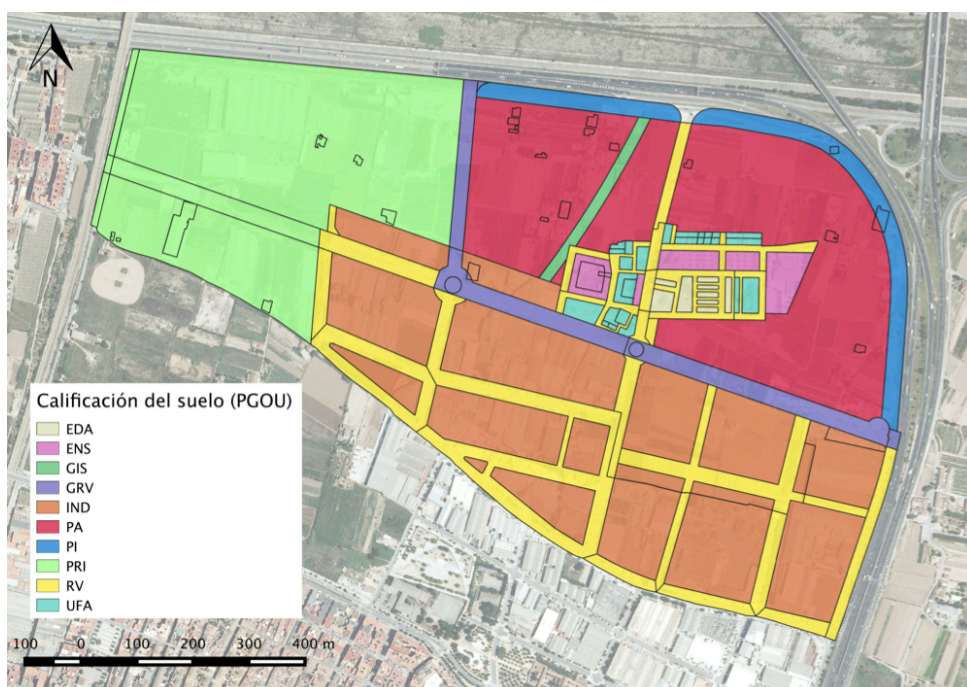 N
Calificación del suelo (PGOU)
EDA
ENS
GIS
GRV
IND
PA
PI
PRI
RV
UFA
100 0 100 200 300 400 m